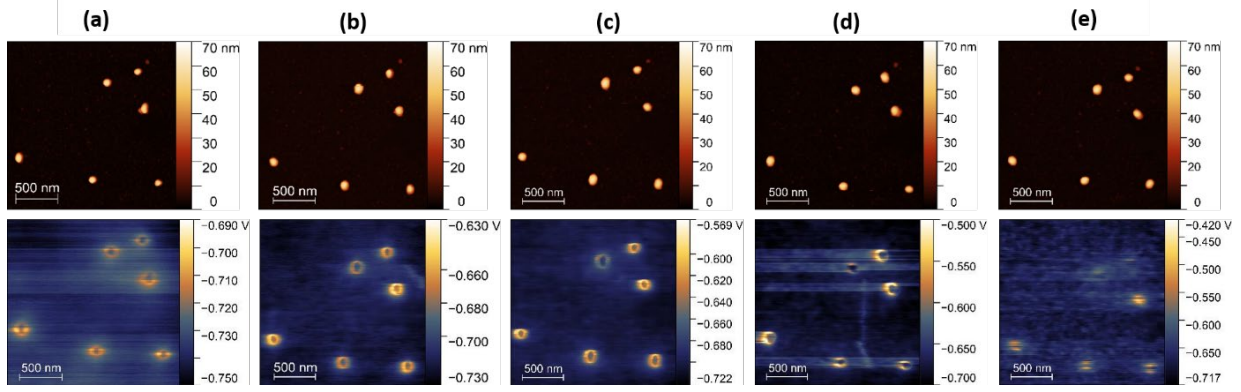 (a) (b) (c) (d) (e)
70 nm 70 nm 70 nm 70 nm 70 nm
60 60 60 60 60
50 50 50 50 50
40 40 40 40 40
30 30 30 30 30
20 20 20 20 20
10 10 10 10 10
500 nm 500 nm 500 nm 500 nm 500 nm
0 0 0 0 0
−0.690 V
−0.700
−0.710
−0.720
−0.730
−0.750
500 nm
−0.630 V
−0.660
−0.680
−0.700
−0.730
500 nm
−0.569 V
−0.600
−0.620
−0.640
−0.660
−0.680
−0.722
500 nm
−0.500 V
−0.550
−0.600
−0.650
−0.700
500 nm
−0.420 V
−0.450
−0.500
−0.550
−0.600
−0.650
−0.717
500 nm